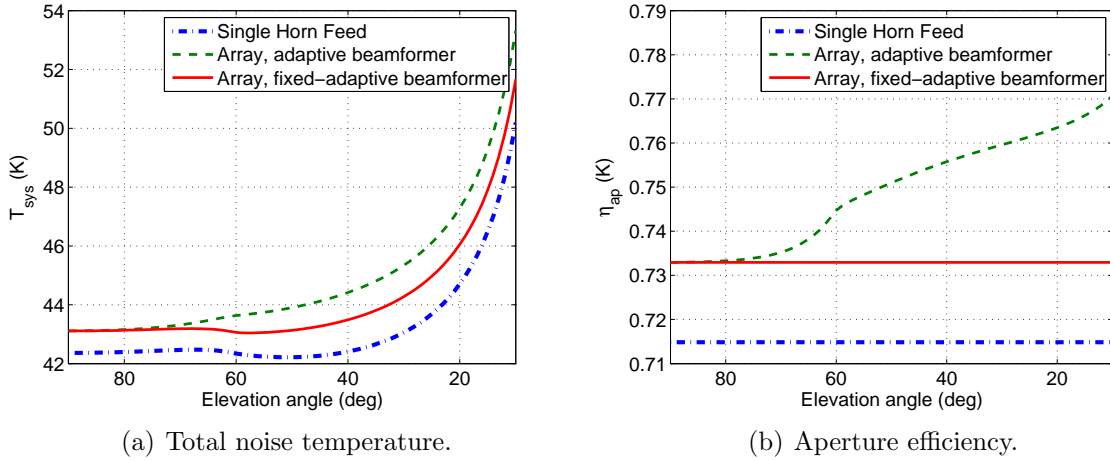 54
52
50
48
46
44
42
T_sys (K)
80
60
40
20
Elevation angle (deg)
Single Horn Feed
Array, adaptive beamformer
Array, fixed−adaptive beamformer
(a) Total noise temperature.
0.79
0.78
0.77
0.76
0.75
0.74
0.73
0.72
0.71
η_ap (K)
80
60
40
20
Elevation angle (deg)
Single Horn Feed
Array, adaptive beamformer
Array, fixed−adaptive beamformer
(b) Aperture efficiency.